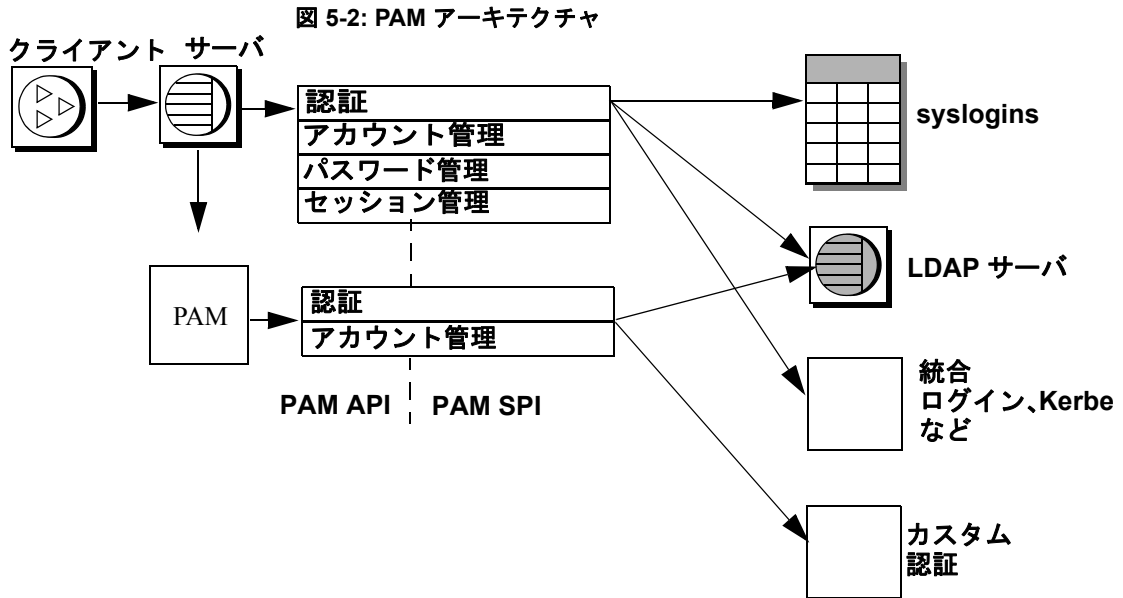 図 5-2: PAM アーキテクチャ
クライアント サーバ
認証
アカウント管理
パスワード管理
セッション管理
syslogins
LDAP サーバ
PAM
認証
アカウント管理
PAM API
PAM SPI
統合
ログイン、Kerbe
など
カスタム
認証